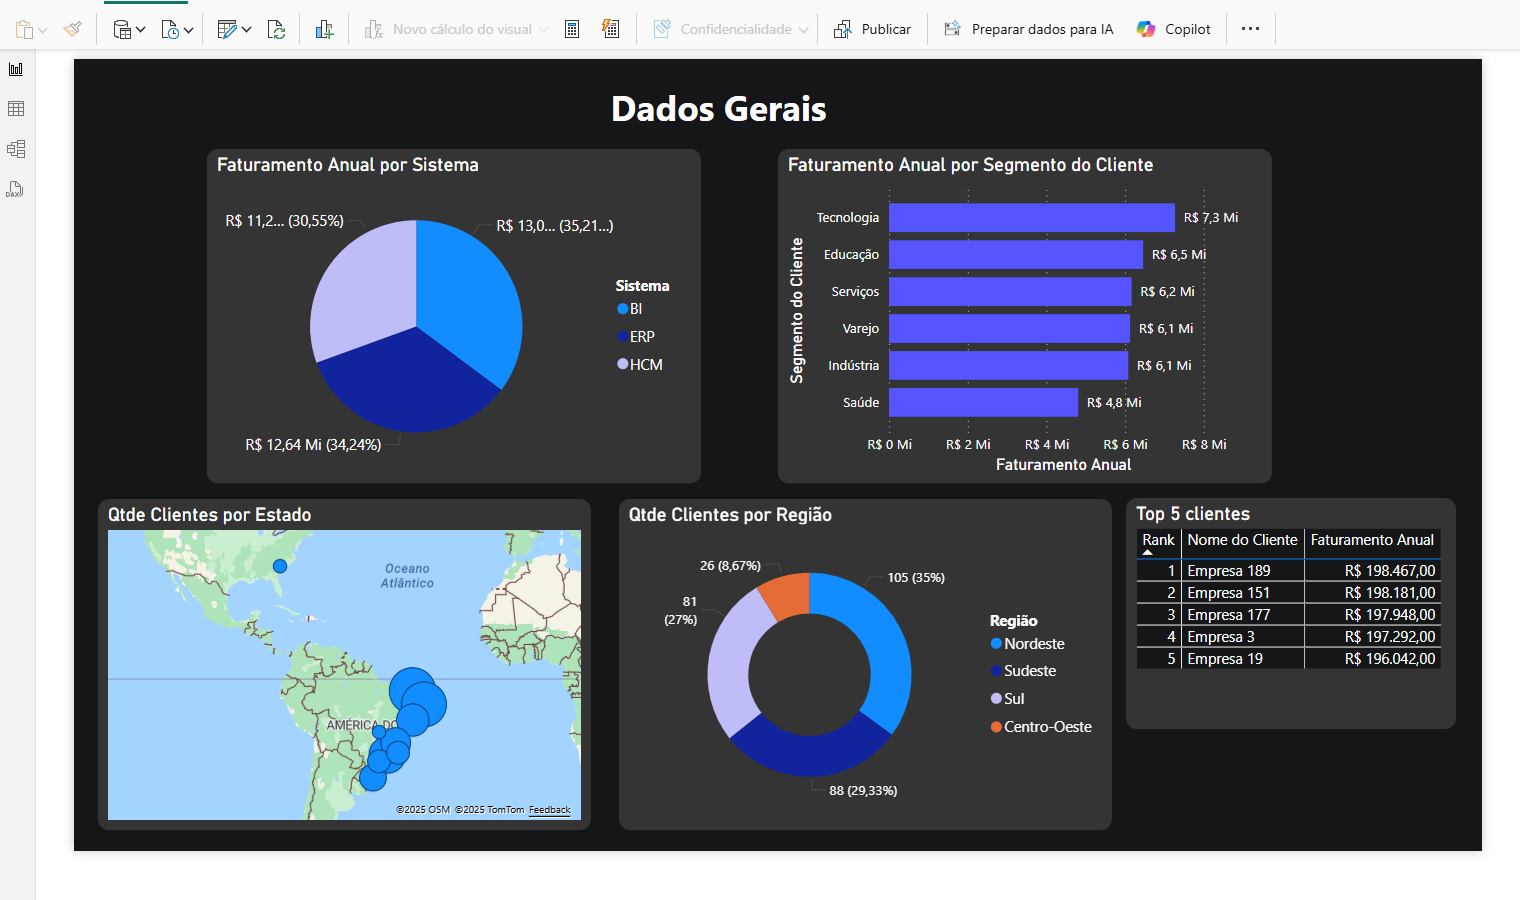 Novo cálculo do visual
Confidencialidade
Publicar
Preparar dados para IA
Copilot
DAX
Dados Gerais
Faturamento Anual por Sistema
R$ 11,2... (30,55%)
R$ 13,0... (35,21...)
R$ 12,64 Mi (34,24%)
Sistema
BI
ERP
HCM
Faturamento Anual por Segmento do Cliente
Segmento do Cliente
Tecnologia
R$ 7,3 Mi
Educação
R$ 6,5 Mi
Serviços
R$ 6,2 Mi
Varejo
R$ 6,1 Mi
Indústria
R$ 6,1 Mi
Saúde
R$ 4,8 Mi
R$ 0 Mi
R$ 2 Mi
R$ 4 Mi
R$ 6 Mi
R$ 8 Mi
Faturamento Anual
Qtde Clientes por Estado
Oceano
Atlântico
AMÉRICA DO
©2025 OSM ©2025 TomTom Feedback
Qtde Clientes por Região
26 (8,67%)
105 (35%)
81
(27%)
88 (29,33%)
Região
Nordeste
Sudeste
Sul
Centro-Oeste
Top 5 clientes
Rank Nome do Cliente Faturamento Anual
1 Empresa 189 R$ 198.467,00
2 Empresa 151 R$ 198.181,00
3 Empresa 177 R$ 197.948,00
4 Empresa 3 R$ 197.292,00
5 Empresa 19 R$ 196.042,00